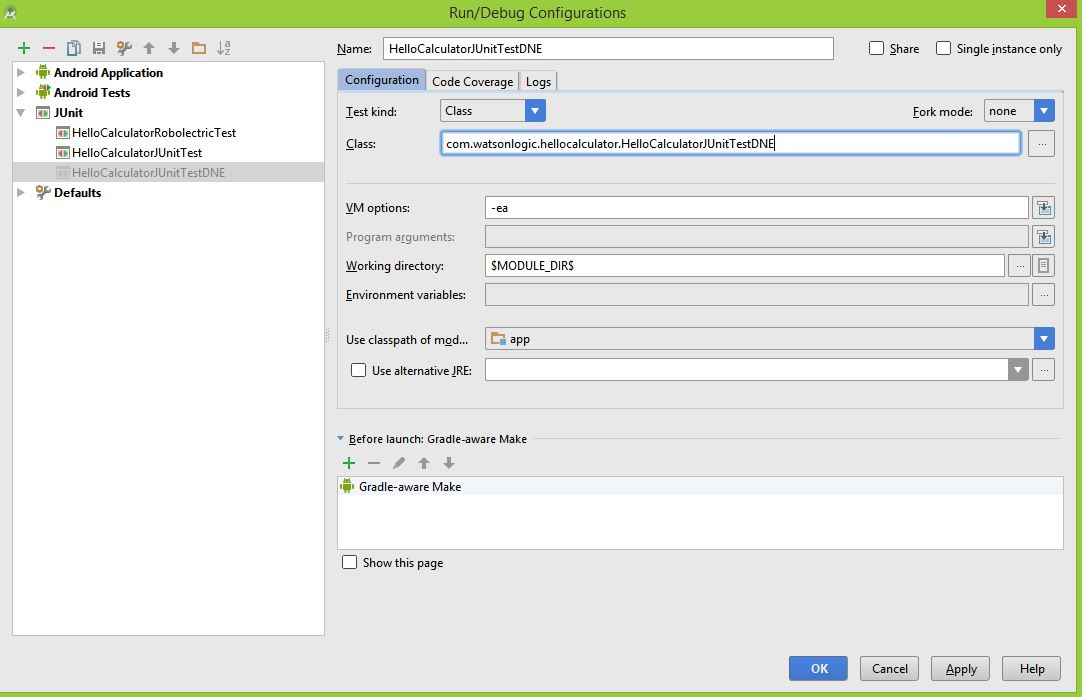 Run/Debug Configurations
Name: HelloCalculatorJUnitTestDNE Share Single instance only
Android Application
Android Tests
JUnit
HelloCalculatorRobolectricTest
HelloCalculatorJUnitTest
HelloCalculatorJUnitTestDNE
Defaults
Configuration Code Coverage Logs
Test kind: Class Fork mode: none
Class: com.watsonlogic.hellocalculator.HelloCalculatorJUnitTestDNE ...
VM options: -ea
Program arguments:
Working directory: $MODULE_DIR$ ...
Environment variables: ...
Use classpath of mod... app
Use alternative JRE: ...
Before launch: Gradle-aware Make
Gradle-aware Make
Show this page
OK Cancel Apply Help